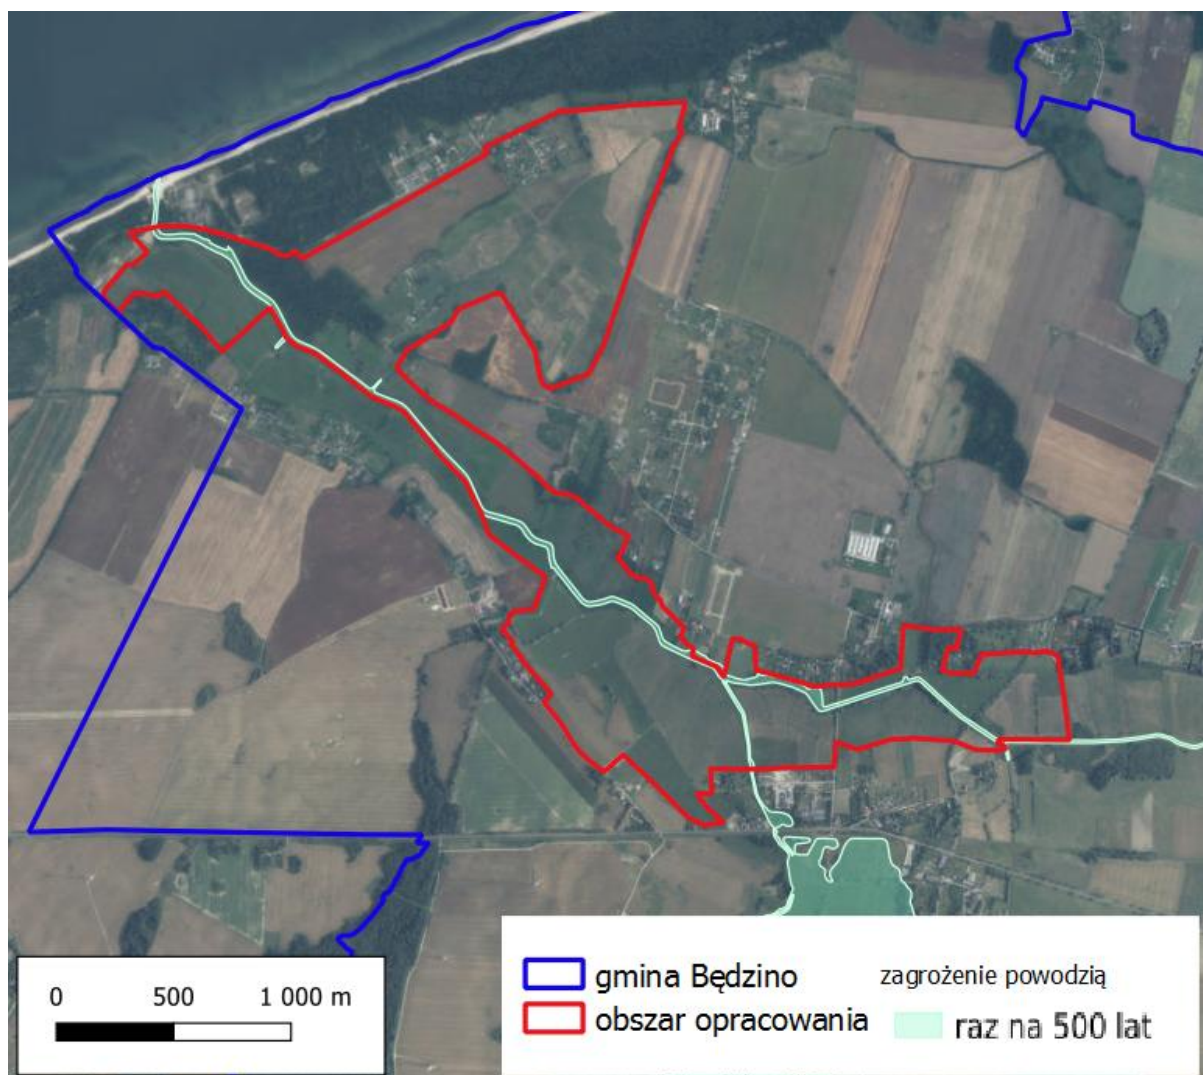 0 500 1 000 m
gmina Będzino
obszar opracowania
zagrożenie powodzią
raz na 500 lat